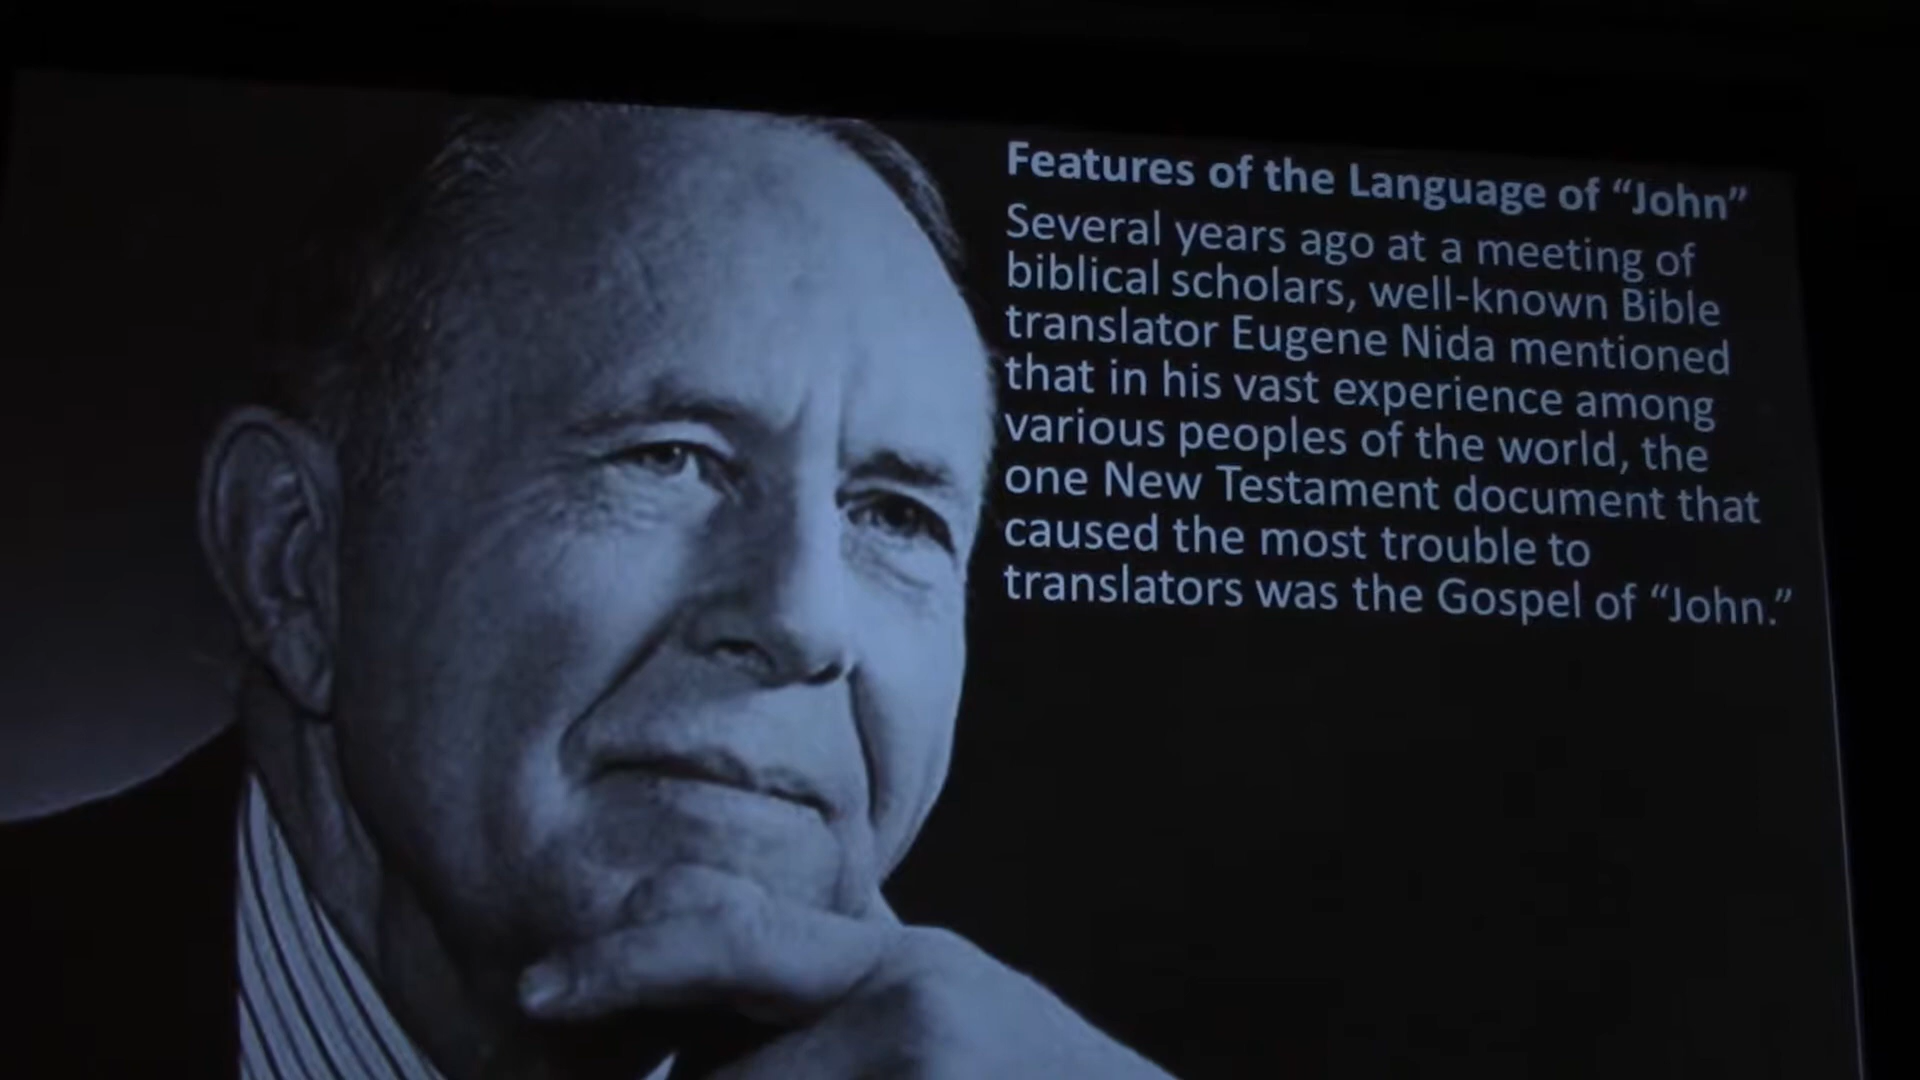 Features of the Language of “John”
Several years ago at a meeting of
biblical scholars, well-known Bible
translator Eugene Nida mentioned
that in his vast experience among
various peoples of the world, the
one New Testament document that
caused the most trouble to
translators was the Gospel of “John.”